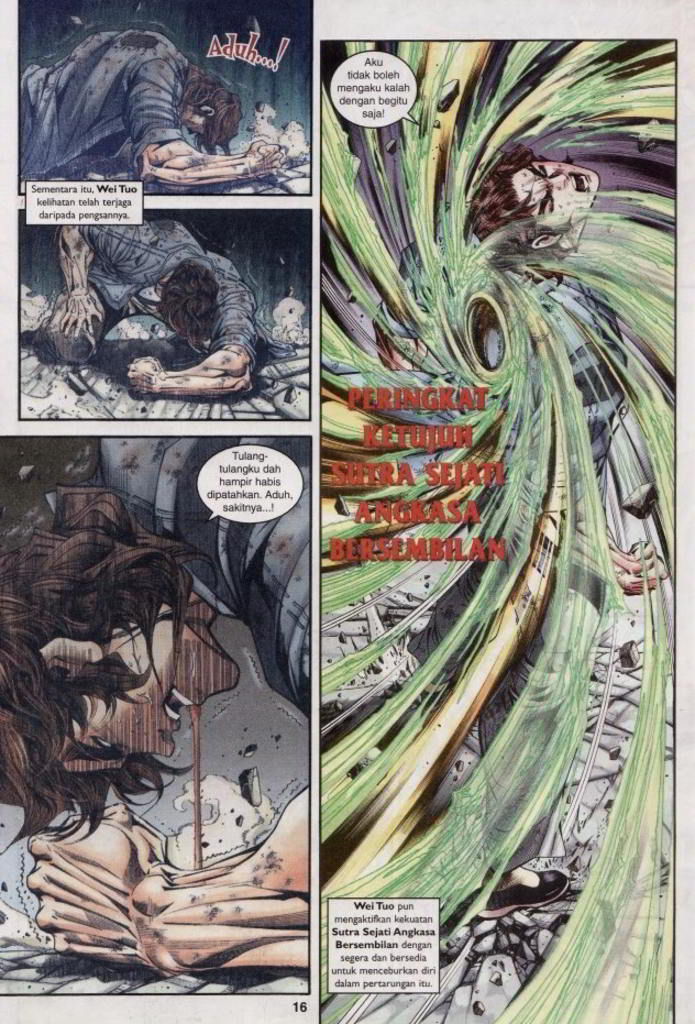 Aduh...!
Sementara itu, Wei Tuo
kelihatan telah terjaga
daripada pengsannya.
Tulang-
tulangku dah
hampir habis
dipatahkan. Aduh,
sakitnya...!
Aku
tidak boleh
mengaku kalah
dengan begitu
saja!
PERINGKAT
KETUJUH
SUTRA SEJATI
ANGKASA
BERSEMBILAN
Wei Tuo pun
mengaktifkan kekuatan
Sutra Sejati Angkasa
Bersembilan dengan
segera dan bersedia
untuk menceburkan diri
dalam pertarungan itu.
16